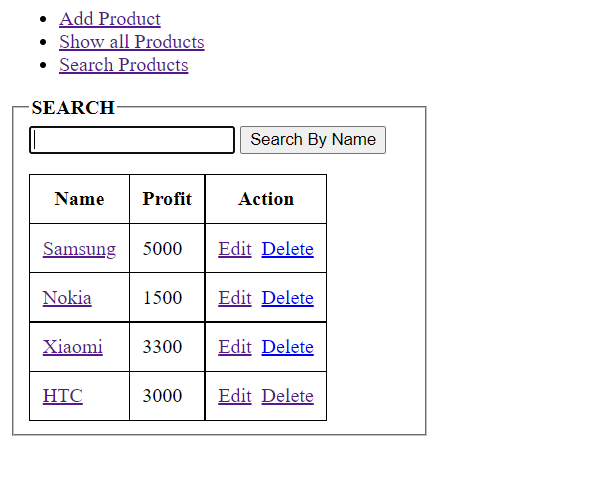 Add Product
Show all Products
Search Products
SEARCH
Search By Name
Name Profit Action
Samsung 5000 Edit Delete
Nokia 1500 Edit Delete
Xiaomi 3300 Edit Delete
HTC 3000 Edit Delete